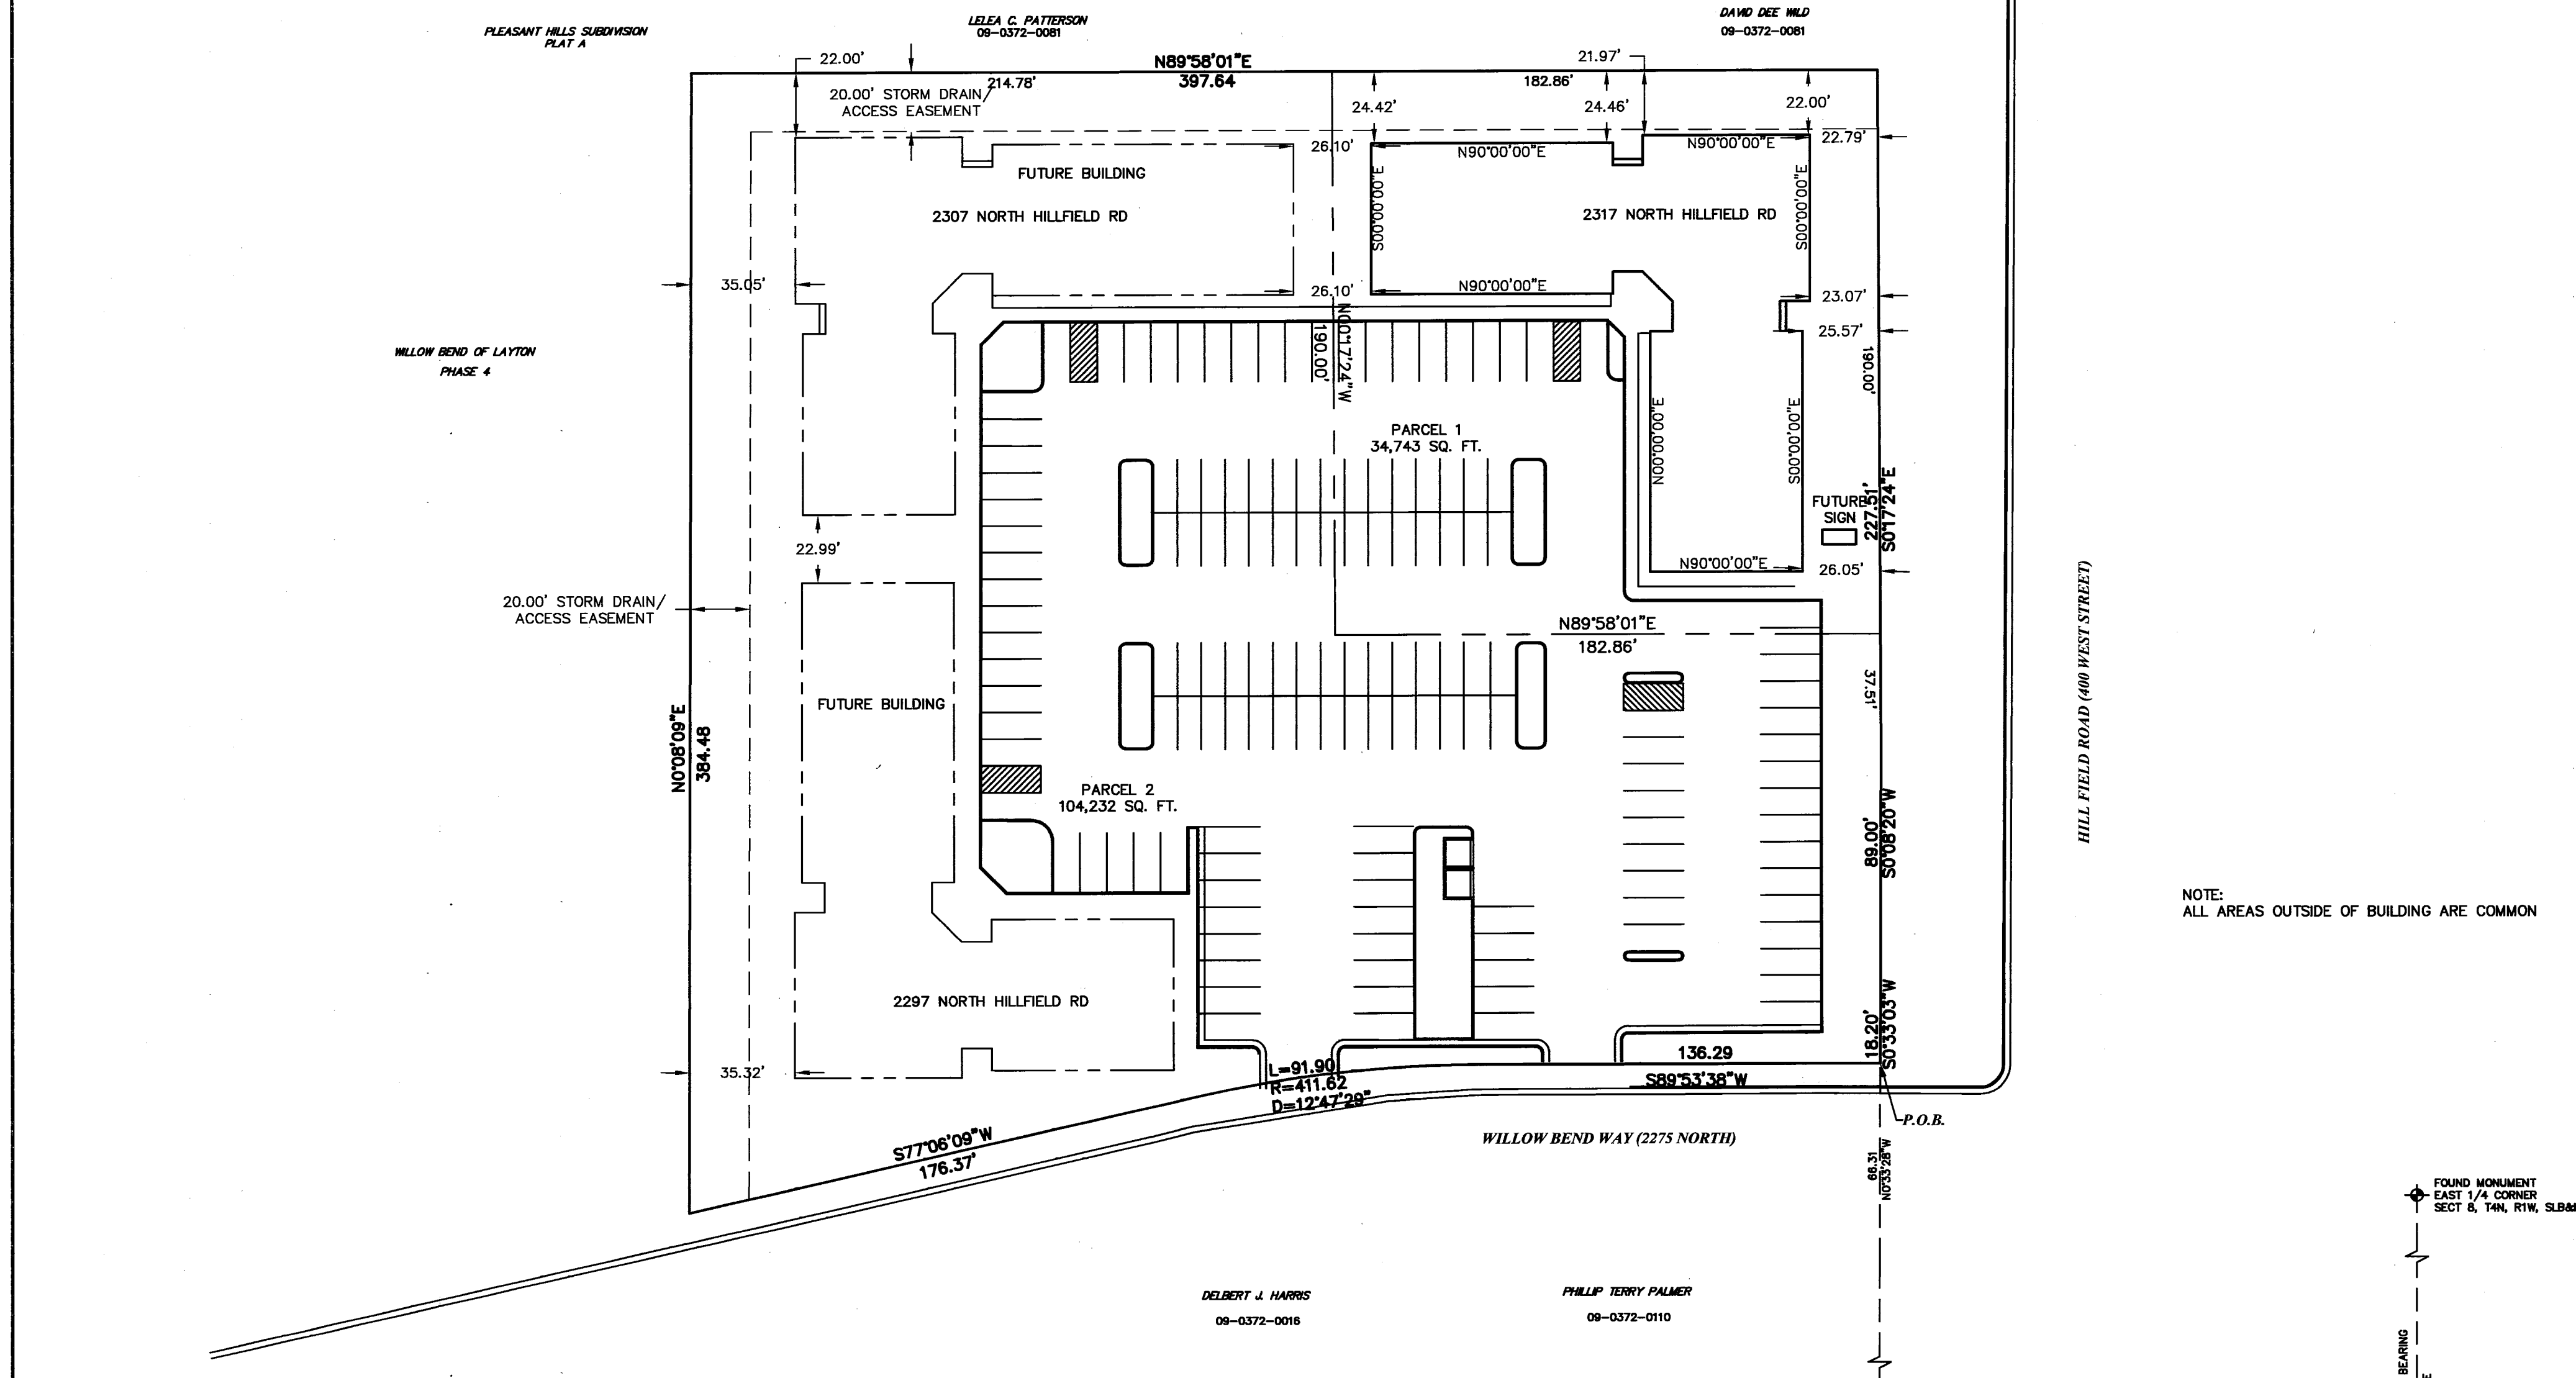 PLEASANT HILLS SUBDIVISION
PLAT A
LELEA C. PATTERSON
09-0372-0081
DAVID DEE WILD
09-0372-0081
22.00'
N89°58'01"E
397.64
214.78'
182.86'
21.97'
20.00' STORM DRAIN/
ACCESS EASEMENT
24.42'
24.46'
22.00'
22.79'
26.10'
N90°00'00"E
N90°00'00"E
FUTURE BUILDING
2307 NORTH HILLFIELD RD
2317 NORTH HILLFIELD RD
S00°00'00"E
S00°00'00"E
35.05'
26.10'
N90°00'00"E
23.07'
25.57'
N00°17'24"W
190.00'
190.00'
WILLOW BEND OF LAYTON
PHASE 4
PARCEL 1
34,743 SQ. FT.
N00°00'00"E
S00°00'00"E
FUTURE
SIGN
227.51'
S0°17'24"E
22.99'
N90°00'00"E
26.05'
20.00' STORM DRAIN/
ACCESS EASEMENT
N89°58'01"E
182.86'
37.51'
HILL FIELD ROAD (400 WEST STREET)
FUTURE BUILDING
N0°08'09"E
384.48
PARCEL 2
104,232 SQ. FT.
89.00'
S0°08'20"W
NOTE:
ALL AREAS OUTSIDE OF BUILDING ARE COMMON
2297 NORTH HILLFIELD RD
18.20'
S0°33'03"W
35.32'
L=91.90
R=411.62
D=12°47'29"
136.29
S89°53'38"W
P.O.B.
WILLOW BEND WAY (2275 NORTH)
S77°06'09"W
176.37'
66.31
N0°33'28"W
FOUND MONUMENT
EAST 1/4 CORNER
SECT 8, T4N, R1W, SLB&
DELBERT J. HARRIS
09-0372-0016
PHILLIP TERRY PALMER
09-0372-0110
BEARING